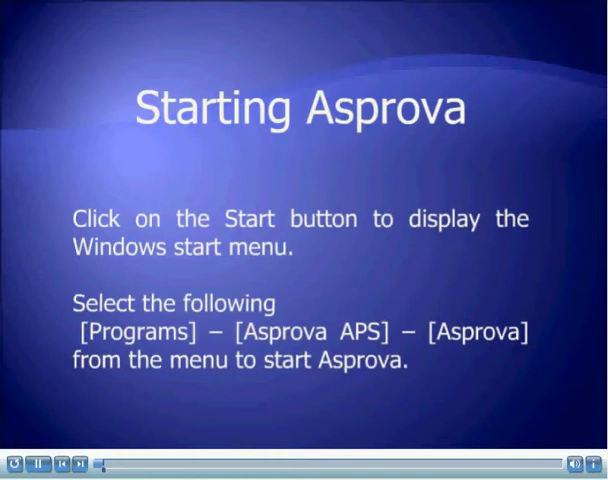 Starting Asprova
Click on the Start button to display the
Windows start menu.
Select the following
[Programs] – [Asprova APS] – [Asprova]
from the menu to start Asprova.